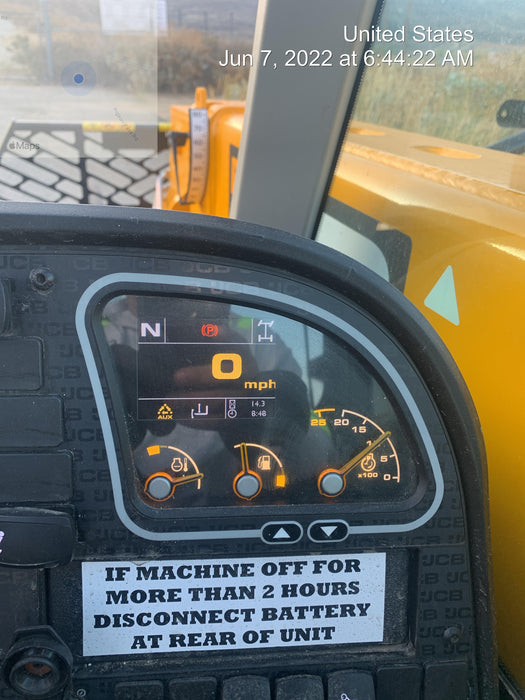 United States
Jun 7, 2022 at 6:44:22 AM
Maps
JCB
N
(P)
0
mph
AUX
14.3
8:48
25 20 15
10
5
0
x100
IF MACHINE OFF FOR
MORE THAN 2 HOURS
DISCONNECT BATTERY
AT REAR OF UNIT